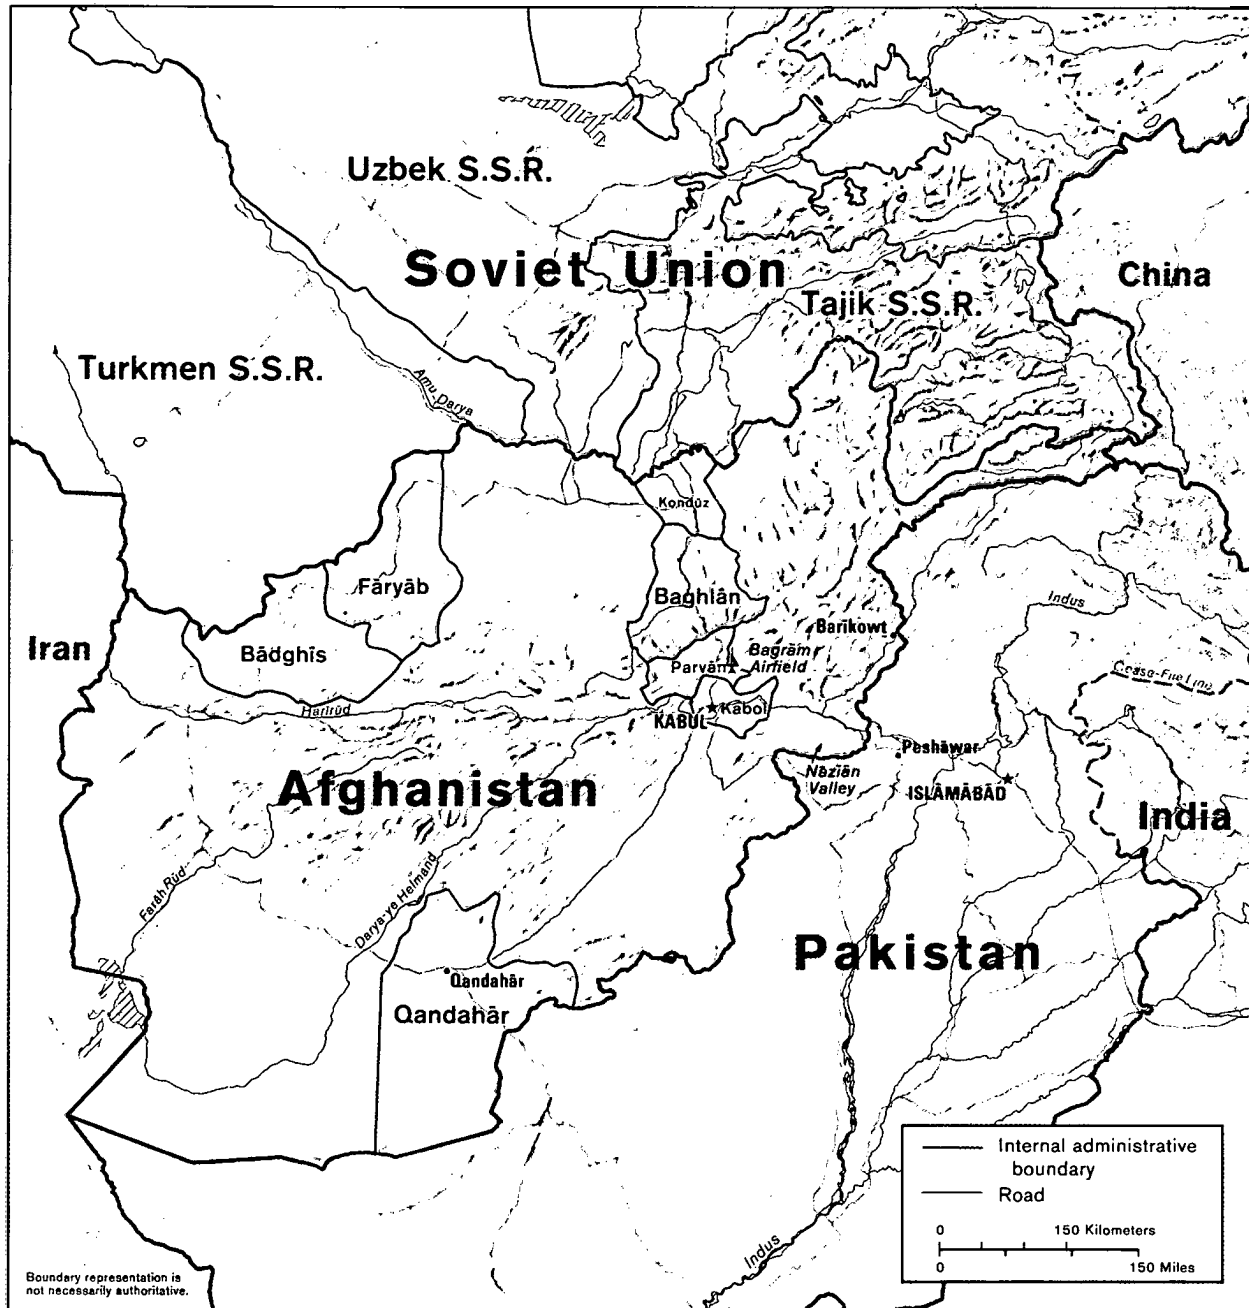 Uzbek S.S.R.
Soviet Union
China
Tajik S.S.R.
Turkmen S.S.R.
Amu-Darya
Kondūz
Fāryāb
Baghlān
Indus
Barīkowt
Iran
Bādghīs
Parvān
Bagrām
Airfield
Cease-Fire Line
Harīrūd
KABUL
Kābol
Peshāwar
Nāzīān
Valley
ISLĀMĀBĀD
Afghanistan
India
Farāh Rūd
Darya-ye Helmand
Pakistan
Qandahār
Qandahār
Internal administrative
boundary
Road
0 150 Kilometers
0 150 Miles
Indus
Boundary representation is
not necessarily authoritative.